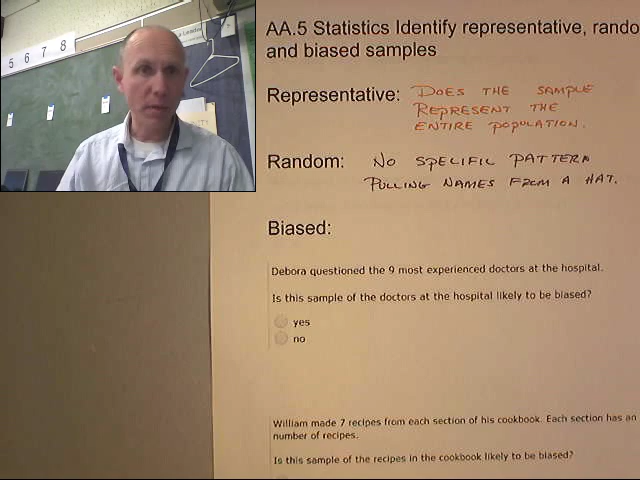 5 6 7 8
AA.5 Statistics Identify representative, rando
and biased samples
Representative: DOES THE SAMPLE
REPRESENT THE
ENTIRE POPULATION.
Random: NO SPECIFIC PATTERN
PULLING NAMES FROM A HAT.
Biased:
Debora questioned the 9 most experienced doctors at the hospital.
Is this sample of the doctors at the hospital likely to be biased?
yes
no
William made 7 recipes from each section of his cookbook. Each section has an
number of recipes.
Is this sample of the recipes in the cookbook likely to be biased?